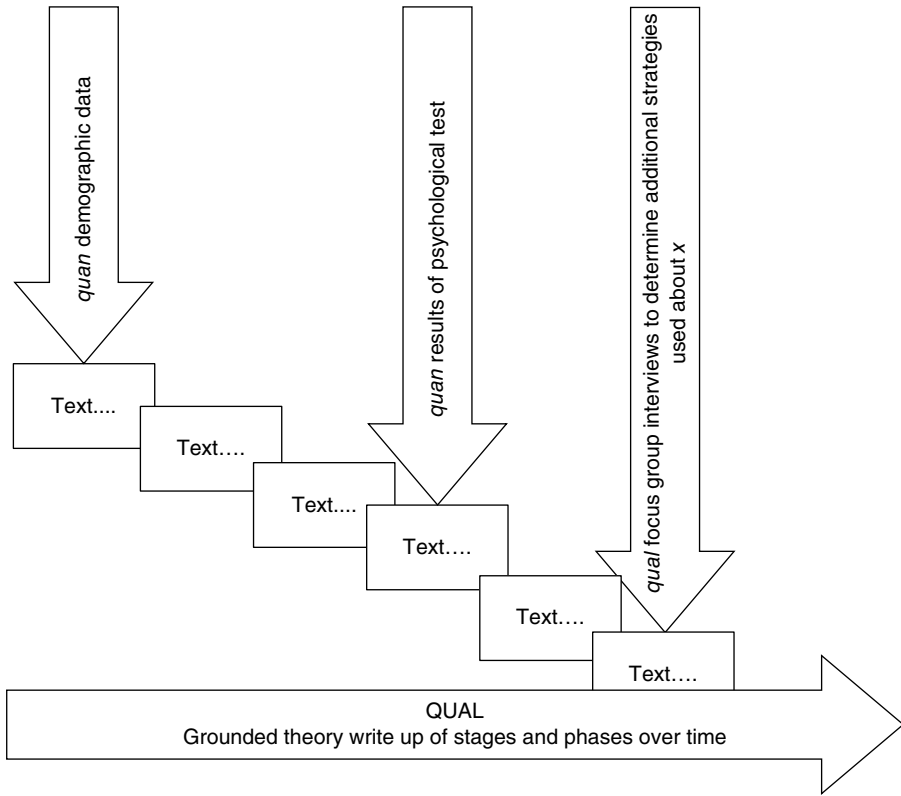 quan demographic data
quan results of psychological test
qual focus group interviews to determine additional strategies
used about x
Text....
Text....
Text....
Text....
Text....
Text....
QUAL
Grounded theory write up of stages and phases over time